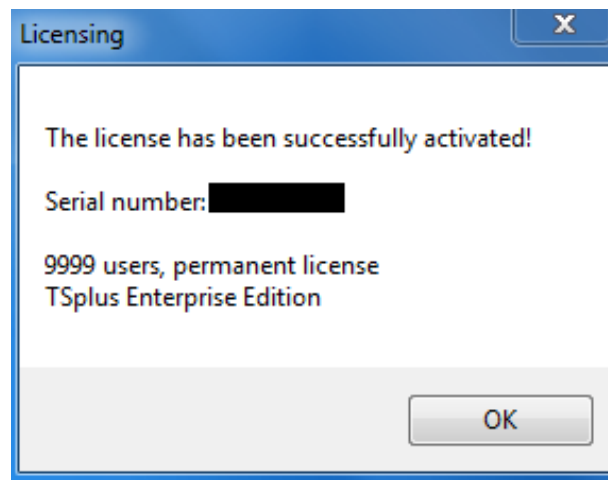 Licensing
The license has been successfully activated!
Serial number:
9999 users, permanent license
TSplus Enterprise Edition
OK